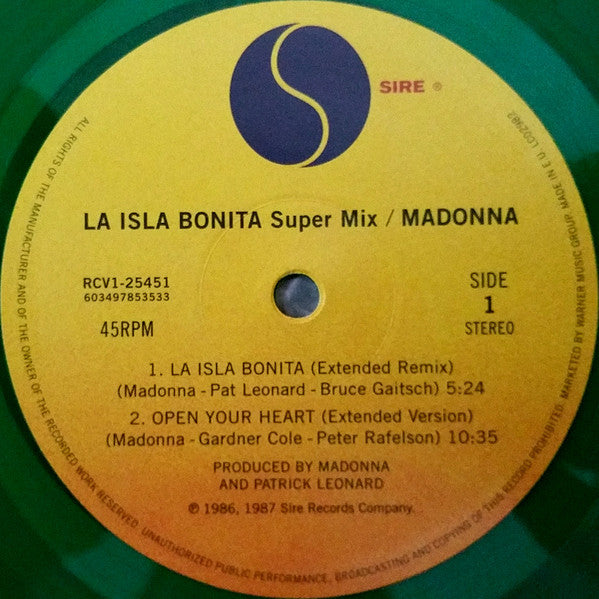 SIRE ®
LA ISLA BONITA Super Mix / MADONNA
RCV1-25451
603497853533
45RPM
SIDE
1
STEREO
1. LA ISLA BONITA (Extended Remix)
(Madonna - Pat Leonard - Bruce Gaitsch) 5:24
2. OPEN YOUR HEART (Extended Version)
(Madonna - Gardner Cole - Peter Rafelson) 10:35
PRODUCED BY MADONNA
AND PATRICK LEONARD
℗ 1986, 1987 Sire Records Company.
ALL RIGHTS OF THE MANUFACTURER AND OF THE OWNER OF THE RECORDED WORK RESERVED. UNAUTHORIZED PUBLIC PERFORMANCE, BROADCASTING AND COPYING OF THIS RECORD PROHIBITED. MARKETED BY WARNER MUSIC GROUP. MADE IN E.U. LC02982